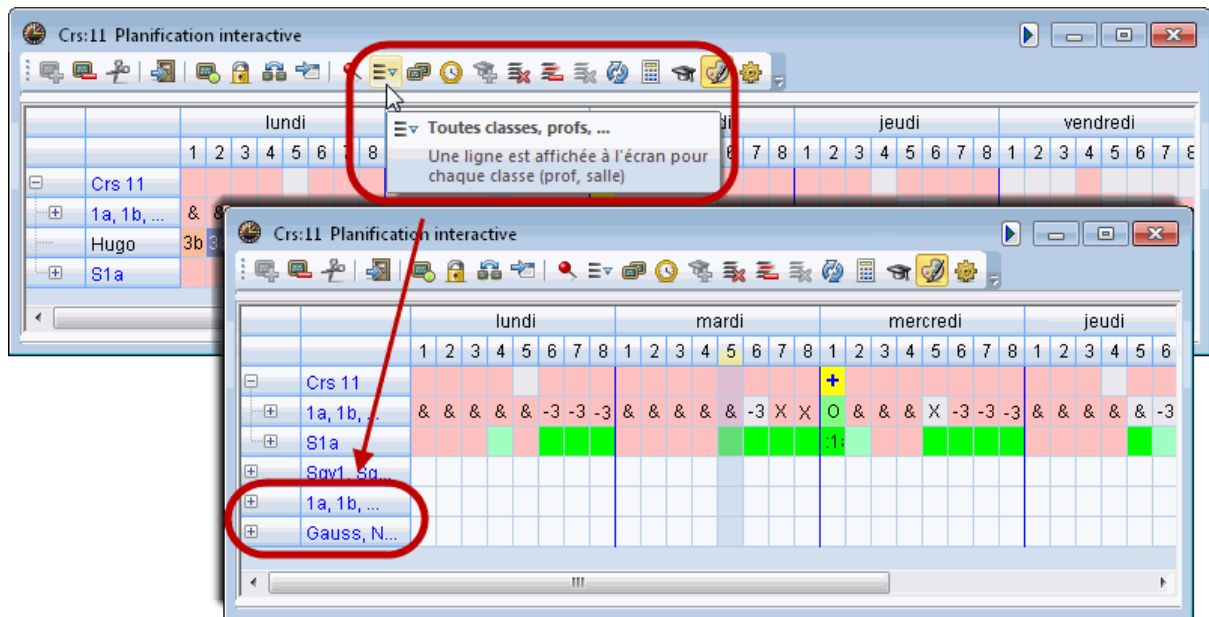 Crs:11 Planification interactive
Toutes classes, profs, ...
Une ligne est affichée à l'écran pour
chaque classe (prof, salle)
lundi di jeudi vendredi
1 2 3 4 5 6 7 8 6 7 8 1 2 3 4 5 6 7 8 1 2 3 4 5 6 7 8
Crs 11
1a, 1b, ... & &
Hugo 3b
S1a
Crs:11 Planification interactive
lundi mardi mercredi jeudi
1 2 3 4 5 6 7 8 1 2 3 4 5 6 7 8 1 2 3 4 5 6 7 8 1 2 3 4 5 6
Crs 11 +
1a, 1b, .. & & & & & -3 -3 -3 & & & & & -3 X X O & & & X -3 -3 -3 & & & & & -3
S1a
1a, 1b, ...
Gauss, N...